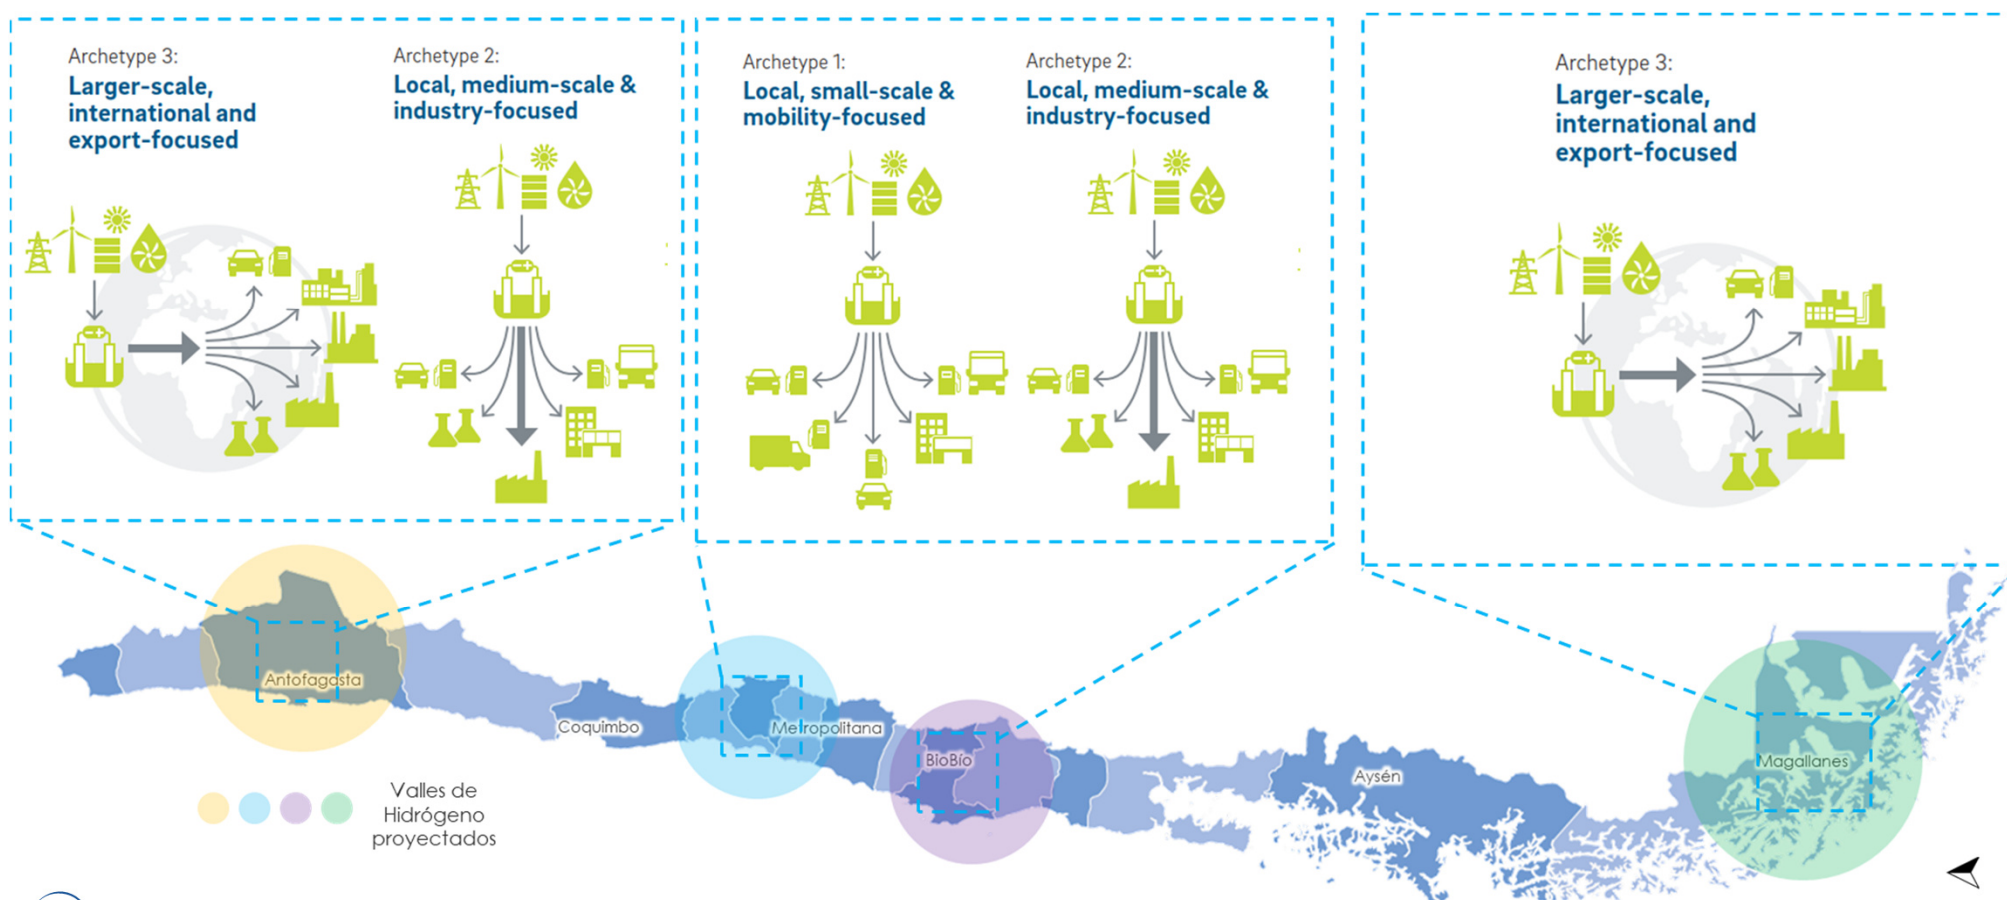 Archetype 3:
Larger-scale,
international and
export-focused
Archetype 2:
Local, medium-scale &
industry-focused
Archetype 1:
Local, small-scale &
mobility-focused
Archetype 2:
Local, medium-scale &
industry-focused
Archetype 3:
Larger-scale,
international and
export-focused
Antofagasta
Coquimbo
Metropolitana
BioBío
Aysén
Magallanes
Valles de
Hidrógeno
proyectados